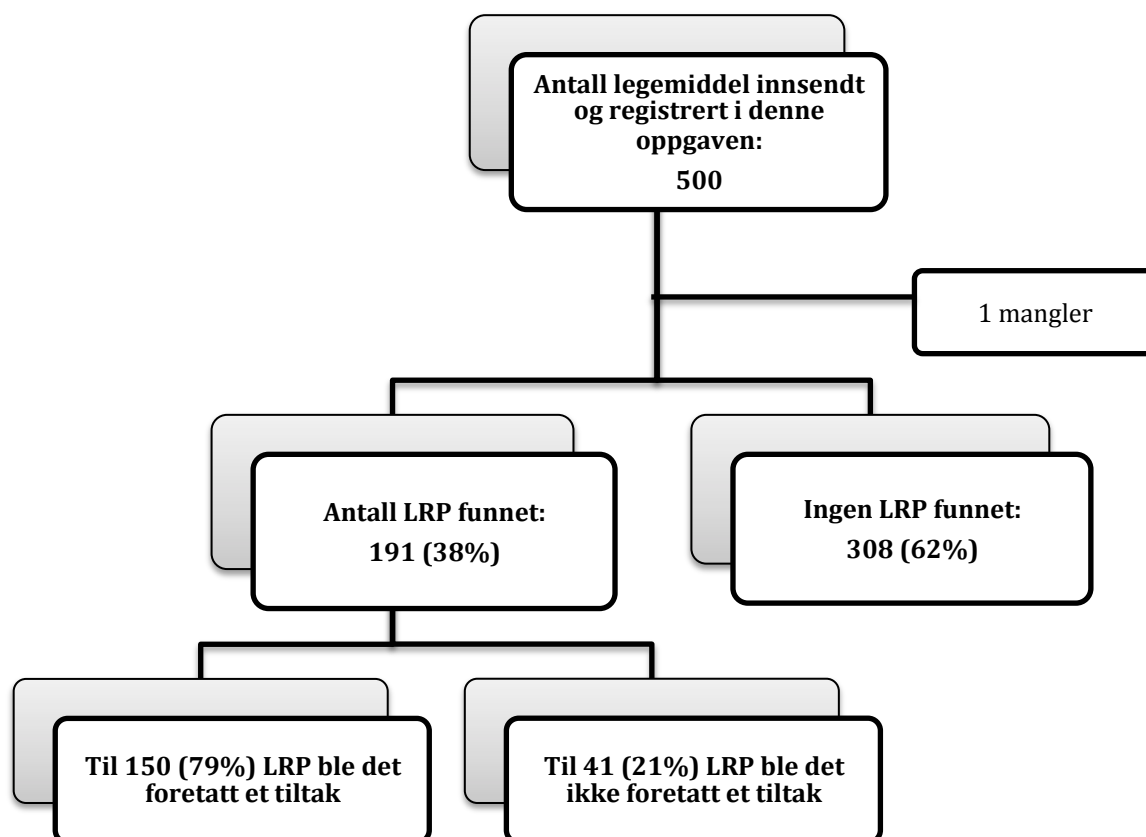 Antall legemiddel innsendt
og registrert i denne
oppgaven:
500
1 mangler
Antall LRP funnet:
191 (38%)
Ingen LRP funnet:
308 (62%)
Til 150 (79%) LRP ble det
foretatt et tiltak
Til 41 (21%) LRP ble det
ikke foretatt et tiltak